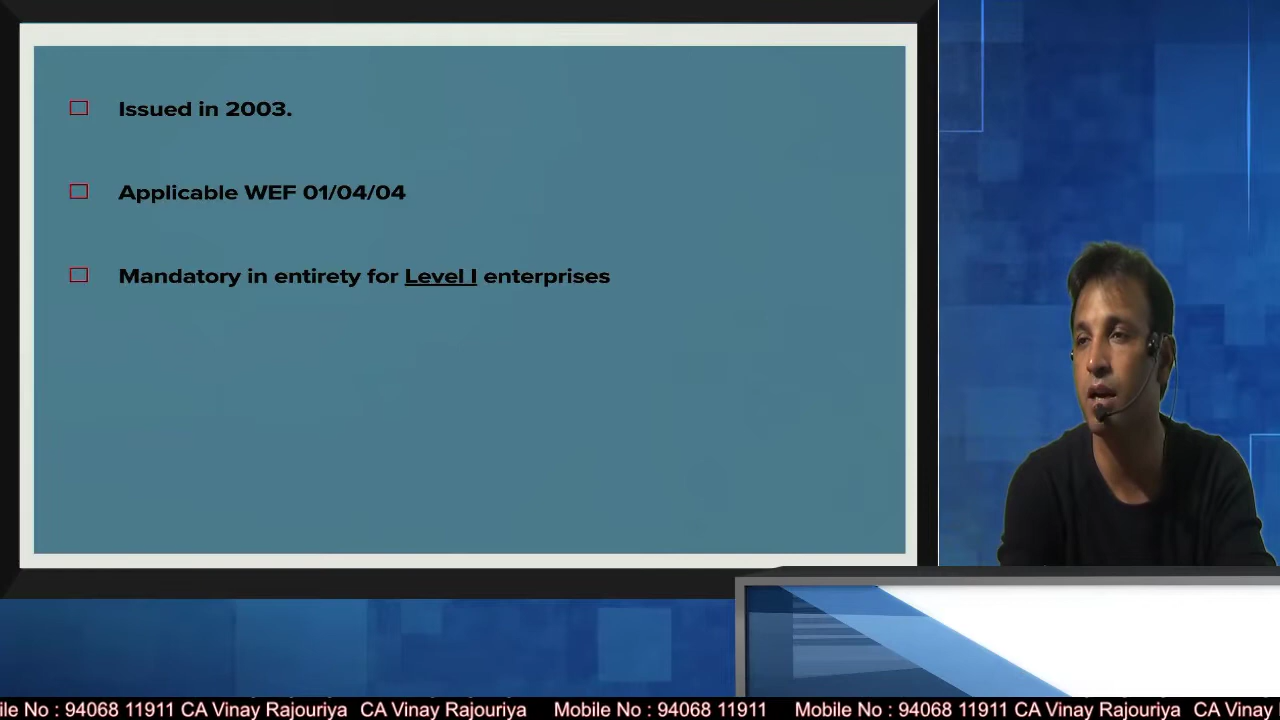 Issued in 2003.
Applicable WEF 01/04/04
Mandatory in entirety for Level I enterprises
ile No : 94068 11911 CA Vinay Rajouriya CA Vinay Rajouriya Mobile No : 94068 11911 Mobile No : 94068 11911 CA Vinay Rajouriya CA Vinay